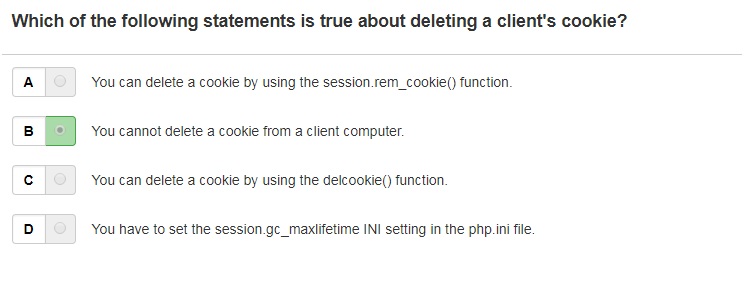 Which of the following statements is true about deleting a client's cookie?
A You can delete a cookie by using the session.rem_cookie() function.
B You cannot delete a cookie from a client computer.
C You can delete a cookie by using the delcookie() function.
D You have to set the session.gc_maxlifetime INI setting in the php.ini file.